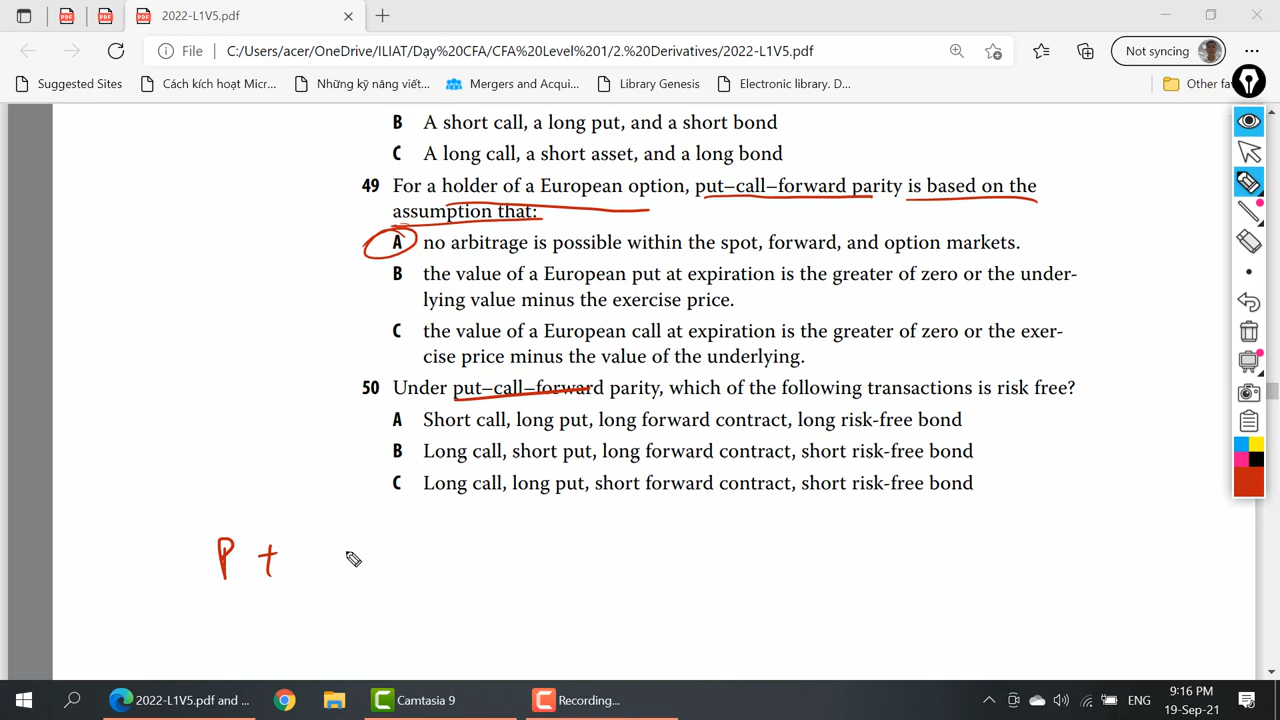 2022-L1V5.pdf
File C:/Users/acer/OneDrive/ILIAT/Dạy%20CFA/CFA%20Level%201/2.%20Derivatives/2022-L1V5.pdf Not syncing
Suggested Sites Cách kích hoạt Micr... Những kỹ năng viết... Mergers and Acqui... Library Genesis Electronic library. D... Other fav
B A short call, a long put, and a short bond
C A long call, a short asset, and a long bond
49 For a holder of a European option, put–call–forward parity is based on the
assumption that:
A no arbitrage is possible within the spot, forward, and option markets.
B the value of a European put at expiration is the greater of zero or the under-
lying value minus the exercise price.
C the value of a European call at expiration is the greater of zero or the exer-
cise price minus the value of the underlying.
50 Under put–call–forward parity, which of the following transactions is risk free?
A Short call, long put, long forward contract, long risk-free bond
B Long call, short put, long forward contract, short risk-free bond
C Long call, long put, short forward contract, short risk-free bond
P +
2022-L1V5.pdf and ... Camtasia 9 Recording... ENG 9:16 PM
19-Sep-21